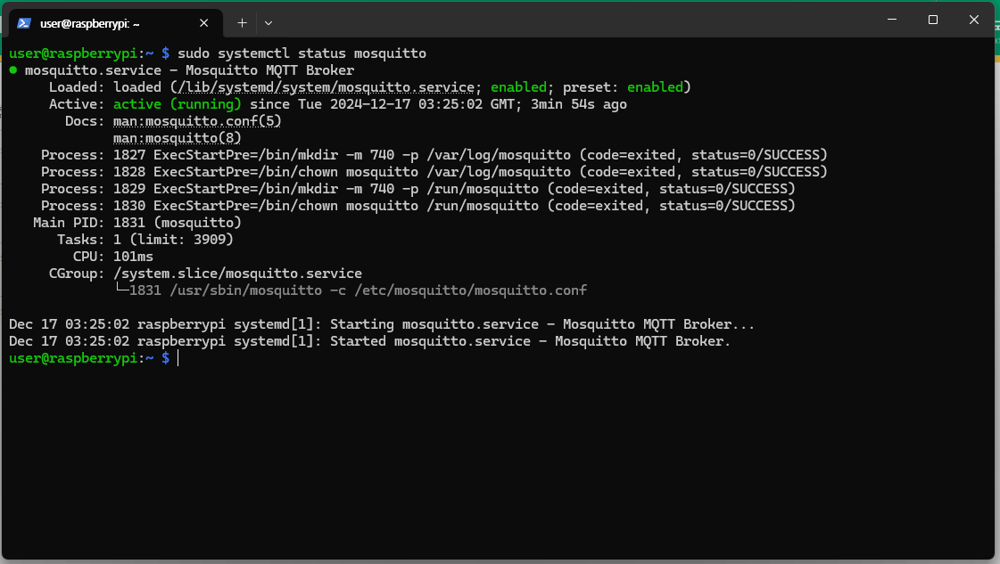 user@raspberrypi: ~
user@raspberrypi:~ $ sudo systemctl status mosquitto
● mosquitto.service - Mosquitto MQTT Broker
     Loaded: loaded (/lib/systemd/system/mosquitto.service; enabled; preset: enabled)
     Active: active (running) since Tue 2024-12-17 03:25:02 GMT; 3min 54s ago
       Docs: man:mosquitto.conf(5)
             man:mosquitto(8)
    Process: 1827 ExecStartPre=/bin/mkdir -m 740 -p /var/log/mosquitto (code=exited, status=0/SUCCESS)
    Process: 1828 ExecStartPre=/bin/chown mosquitto /var/log/mosquitto (code=exited, status=0/SUCCESS)
    Process: 1829 ExecStartPre=/bin/mkdir -m 740 -p /run/mosquitto (code=exited, status=0/SUCCESS)
    Process: 1830 ExecStartPre=/bin/chown mosquitto /run/mosquitto (code=exited, status=0/SUCCESS)
   Main PID: 1831 (mosquitto)
      Tasks: 1 (limit: 3909)
        CPU: 101ms
     CGroup: /system.slice/mosquitto.service
             └─1831 /usr/sbin/mosquitto -c /etc/mosquitto/mosquitto.conf
Dec 17 03:25:02 raspberrypi systemd[1]: Starting mosquitto.service - Mosquitto MQTT Broker...
Dec 17 03:25:02 raspberrypi systemd[1]: Started mosquitto.service - Mosquitto MQTT Broker.
user@raspberrypi:~ $